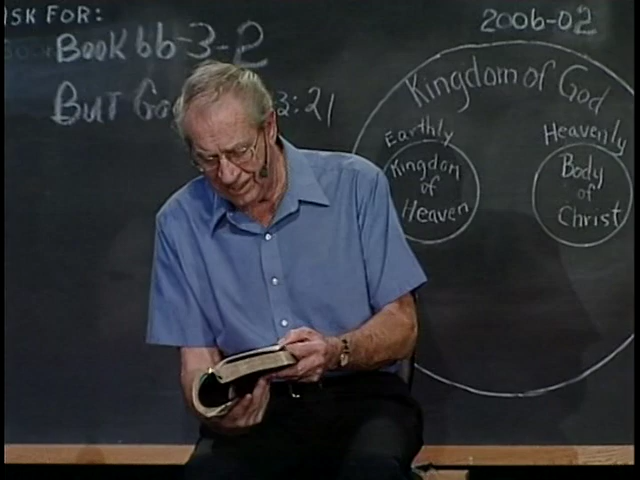 ASK FOR:
Book 66-3-2
But Go 3:21
2006-02
Kingdom of God
Earthly
Kingdom
of
Heaven
Heavenly
Body
of
Christ